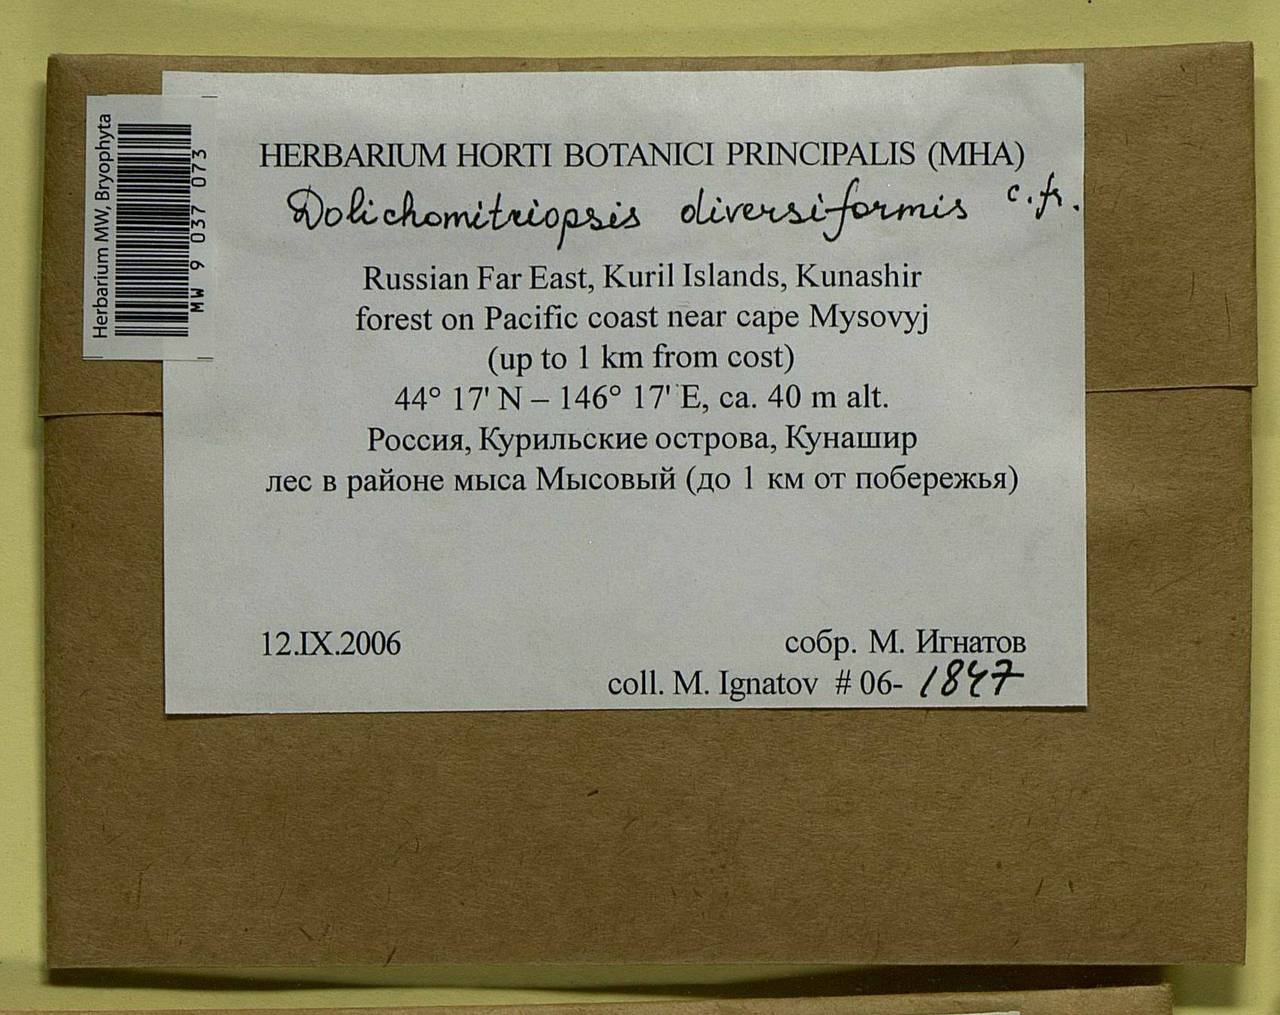 HERBARIUM HORTI BOTANICI PRINCIPALIS (MHA)
Dolichomitriopsis diversiformis c. fr.
Russian Far East, Kuril Islands, Kunashir
forest on Pacific coast near cape Mysovyj
(up to 1 km from cost)
44° 17' N – 146° 17' E, ca. 40 m alt.
Россия, Курильские острова, Кунашир
лес в районе мыса Мысовый (до 1 км от побережья)
12.IX.2006
собр. М. Игнатов
coll. M. Ignatov # 06- 1847
Herbarium MW, Bryophyta
MW 9 037 073